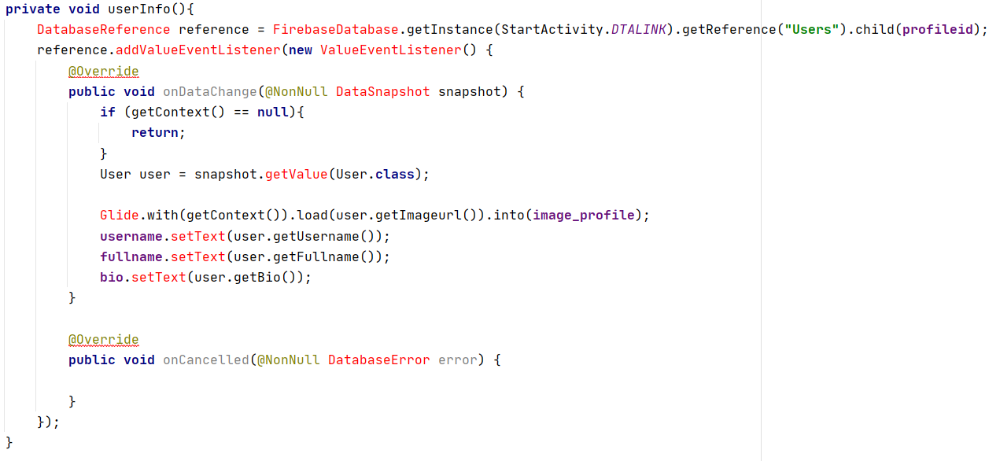 private void userInfo(){
DatabaseReference reference = FirebaseDatabase.getInstance(StartActivity.DTALINK).getReference("Users").child(profileid);
reference.addValueEventListener(new ValueEventListener() {
@Override
public void onDataChange(@NonNull DataSnapshot snapshot) {
if (getContext() == null){
return;
}
User user = snapshot.getValue(User.class);
Glide.with(getContext()).load(user.getImageurl()).into(image_profile);
username.setText(user.getUsername());
fullname.setText(user.getFullname());
bio.setText(user.getBio());
}
@Override
public void onCancelled(@NonNull DatabaseError error) {
}
});
}